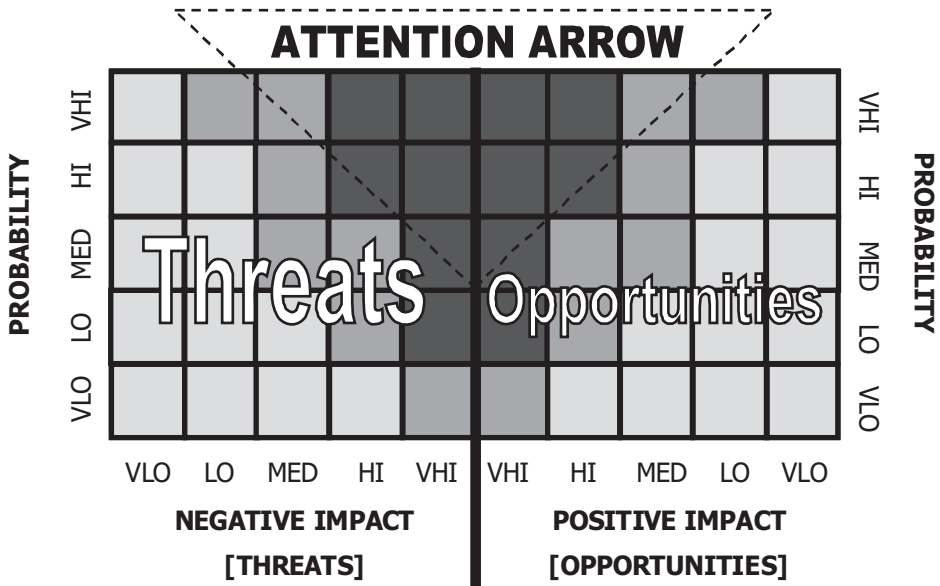 ATTENTION ARROW
VHI
HI
MED
LO
VLO
PROBABILITY
Threats
Opportunities
VHI
HI
MED
LO
VLO
PROBABILITY
VLO LO MED HI VHI VHI HI MED LO VLO
NEGATIVE IMPACT
[THREATS]
POSITIVE IMPACT
[OPPORTUNITIES]